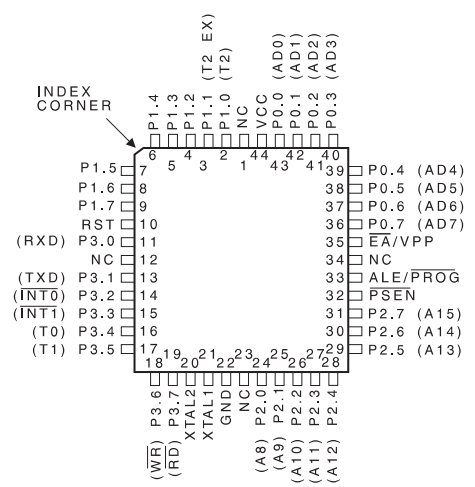 INDEX
CORNER
P1.4
P1.3
P1.2
P1.1 (T2 EX)
P1.0 (T2)
NC
VCC
P0.0 (AD0)
P0.1 (AD1)
P0.2 (AD2)
P0.3 (AD3)
6
5
4
3
2
1
44
43
42
41
40
P1.5 7
P1.6 8
P1.7 9
RST 10
(RXD) P3.0 11
NC 12
(TXD) P3.1 13
(INT0) P3.2 14
(INT1) P3.3 15
(T0) P3.4 16
(T1) P3.5 17
39 P0.4 (AD4)
38 P0.5 (AD5)
37 P0.6 (AD6)
36 P0.7 (AD7)
35 EA/VPP
34 NC
33 ALE/PROG
32 PSEN
31 P2.7 (A15)
30 P2.6 (A14)
29 P2.5 (A13)
18
19
20
21
22
23
24
25
26
27
28
(WR) P3.6
(RD) P3.7
XTAL2
XTAL1
GND
NC
(A8) P2.0
(A9) P2.1
(A10) P2.2
(A11) P2.3
(A12) P2.4